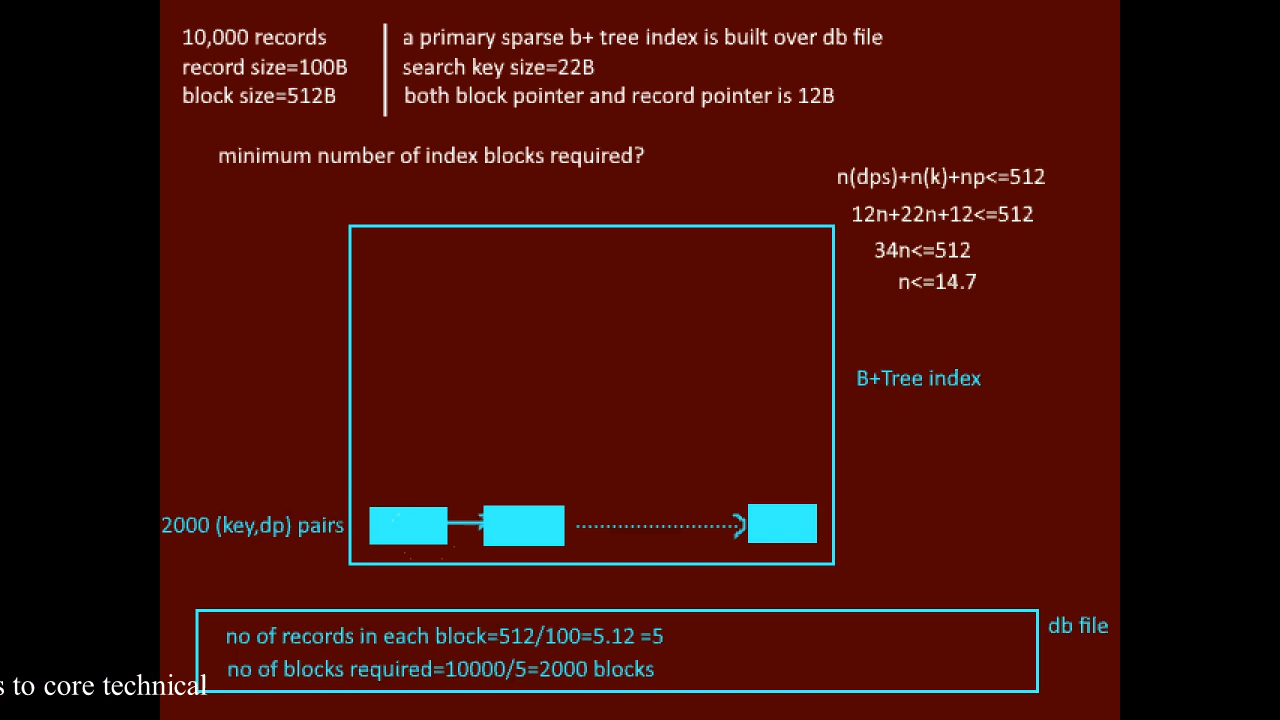 10,000 records
record size=100B
block size=512B
a primary sparse b+ tree index is built over db file
search key size=22B
both block pointer and record pointer is 12B
minimum number of index blocks required?
n(dps)+n(k)+np<=512
12n+22n+12<=512
34n<=512
n<=14.7
B+Tree index
2000 (key,dp) pairs
no of records in each block=512/100=5.12 =5
no of blocks required=10000/5=2000 blocks
db file
s to core technical